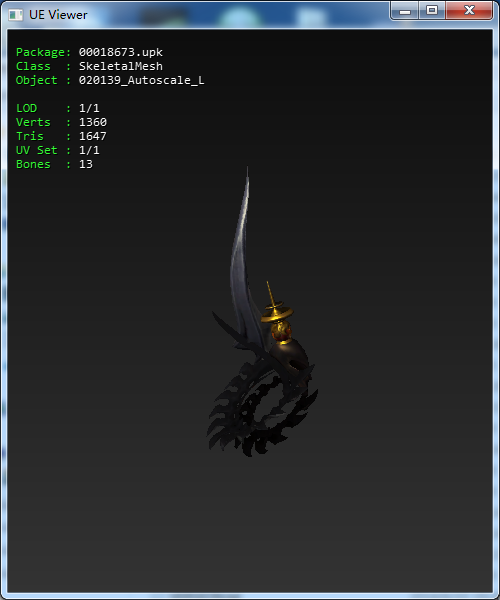 UE Viewer
Package: 00018673.upk
Class  : SkeletalMesh
Object : 020139_Autoscale_L
LOD    : 1/1
Verts  : 1360
Tris   : 1647
UV Set : 1/1
Bones  : 13